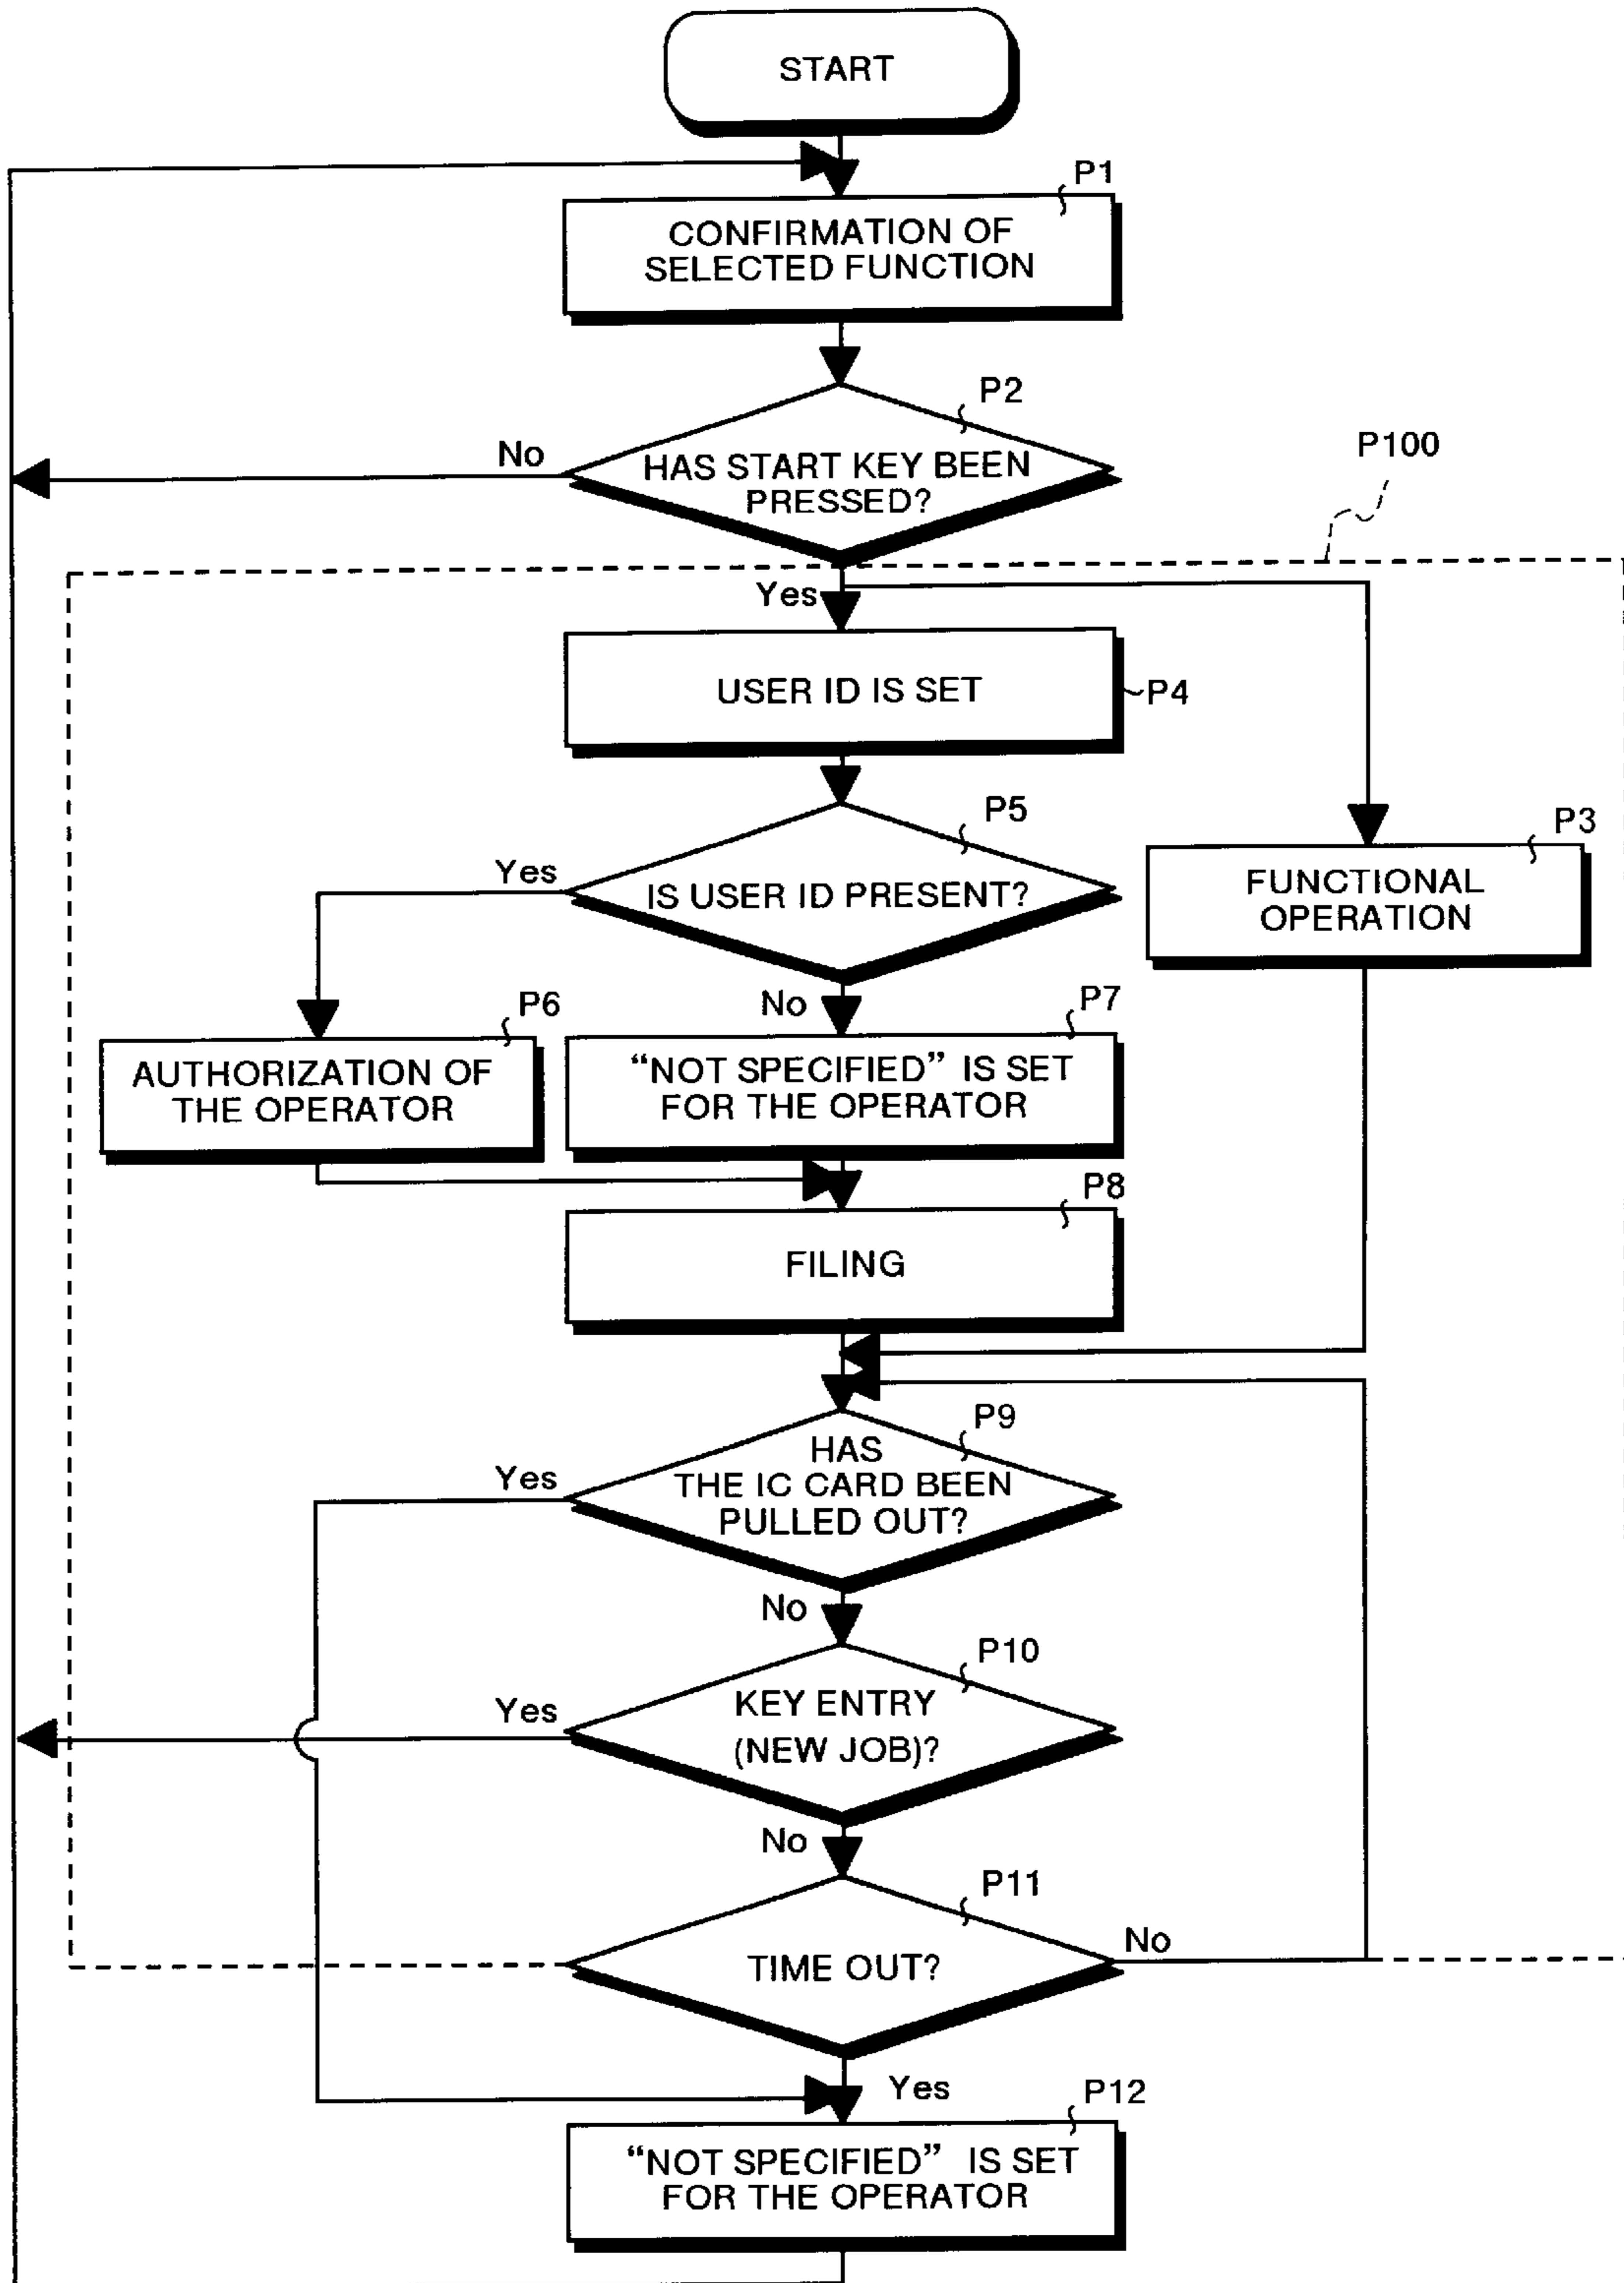 START
P1
CONFIRMATION OF
SELECTED FUNCTION
P2
No
HAS START KEY BEEN
PRESSED?
P100
Yes
USER ID IS SET
P4
P5
Yes
IS USER ID PRESENT?
P3
FUNCTIONAL
OPERATION
No
P6
AUTHORIZATION OF
THE OPERATOR
P7
“NOT SPECIFIED” IS SET
FOR THE OPERATOR
P8
FILING
P9
Yes
HAS
THE IC CARD BEEN
PULLED OUT?
No
P10
Yes
KEY ENTRY
(NEW JOB)?
No
P11
TIME OUT?
No
Yes
P12
“NOT SPECIFIED” IS SET
FOR THE OPERATOR